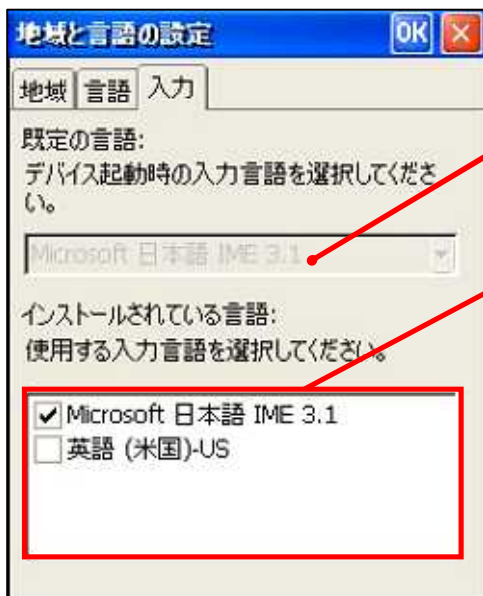 地域と言語の設定 OK
地域 言語 入力
既定の言語:
デバイス起動時の入力言語を選択してくださ
い。
Microsoft 日本語 IME 3.1
インストールされている言語:
使用する入力言語を選択してください。
Microsoft 日本語 IME 3.1
英語 (米国)-US